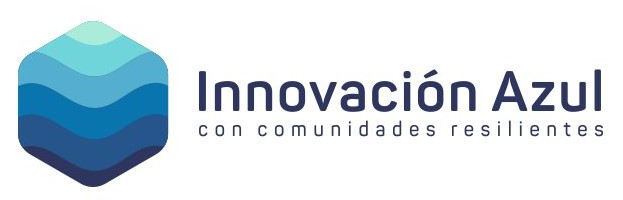 Innovación Azul
con comunidades resilientes